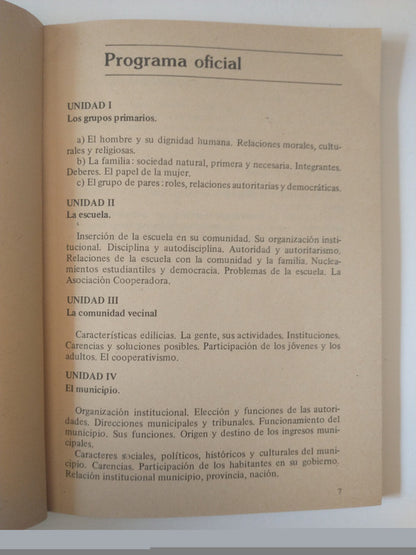 Programa oficial
UNIDAD I
Los grupos primarios.
a) El hombre y su dignidad humana. Relaciones morales, cultu-
rales y religiosas.
b) La familia: sociedad natural, primera y necesaria. Integrantes.
Deberes. El papel de la mujer.
c) El grupo de pares: roles, relaciones autoritarias y democráticas.
UNIDAD II
La escuela.
Inserción de la escuela en su comunidad. Su organización insti-
tucional. Disciplina y autodisciplina. Autoridad y autoritarismo.
Relaciones de la escuela con la comunidad y la familia. Nuclea-
mientos estudiantiles y democracia. Problemas de la escuela. La
Asociación Cooperadora.
UNIDAD III
La comunidad vecinal
Características edilicias. La gente, sus actividades. Instituciones.
Carencias y soluciones posibles. Participación de los jóvenes y los
adultos. El cooperativismo.
UNIDAD IV
El municipio.
Organización institucional. Elección y funciones de las autori-
dades. Direcciones municipales y tribunales. Funcionamiento del
municipio. Sus funciones. Origen y destino de los ingresos muni-
cipales.
Caracteres sociales, políticos, históricos y culturales del muni-
cipio. Carencias. Participación de los habitantes en su gobierno.
Relación institucional municipio, provincia, nación.
7